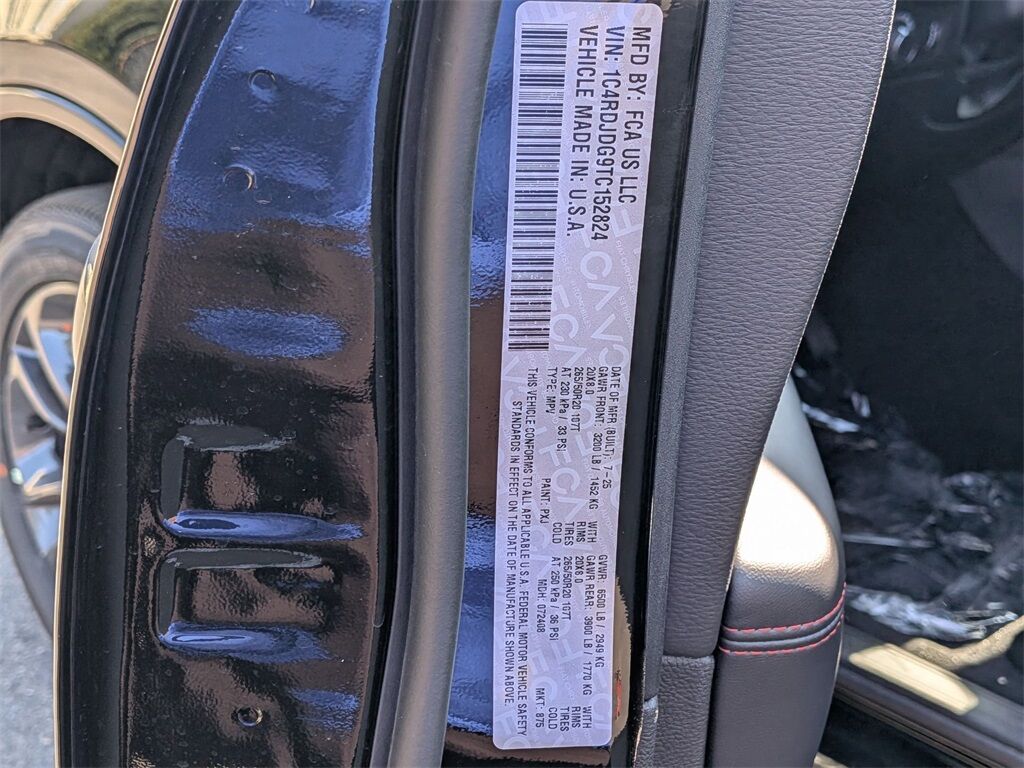 MFD BY: FCA US LLC
VIN: 1C4RDJDG9TC152824
VEHICLE MADE IN: U.S.A.
DATE OF MFR (BUILT): 7-25 GVWR: 6500 LB / 2949 KG
GAWR FRONT: 3200 LB / 1452 KG WITH GAWR REAR: 3900 LB / 1770 KG WITH
20X8.0 RIMS 20X8.0 RIMS
265/50R20 107T TIRES 265/50R20 107T TIRES
AT 230 kPa / 33 PSI COLD AT 250 kPa / 36 PSI COLD
TYPE: MPV PAINT: PXJ MDH: 072408 MKT: 875
THIS VEHICLE CONFORMS TO ALL APPLICABLE U.S.A. FEDERAL MOTOR VEHICLE SAFETY
STANDARDS IN EFFECT ON THE DATE OF MANUFACTURE SHOWN ABOVE.